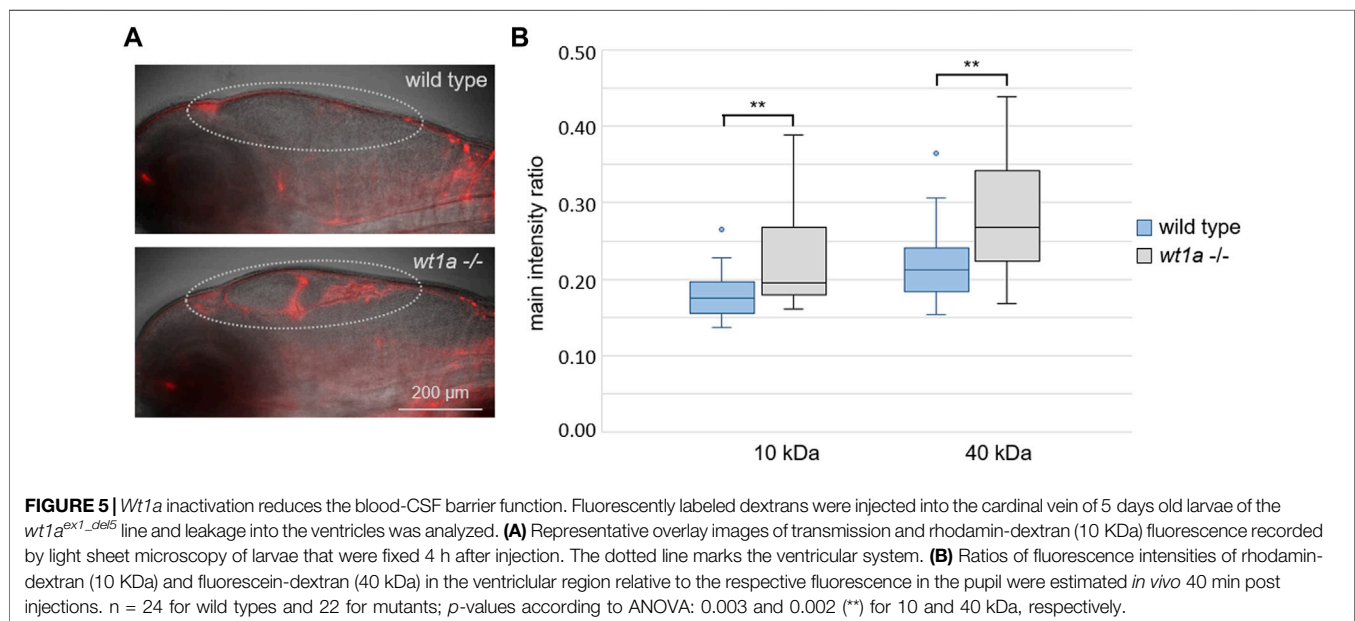 A
B
wild type
wt1a -/-
200 µm
main intensity ratio
0.50
0.40
0.30
0.20
0.10
0.00
**
**
10 kDa
40 kDa
wild type
wt1a -/-
FIGURE 5 | Wt1a inactivation reduces the blood-CSF barrier function. Fluorescently labeled dextrans were injected into the cardinal vein of 5 days old larvae of the
wt1a^ex1_del5 line and leakage into the ventricles was analyzed. (A) Representative overlay images of transmission and rhodamin-dextran (10 KDa) fluorescence recorded
by light sheet microscopy of larvae that were fixed 4 h after injection. The dotted line marks the ventricular system. (B) Ratios of fluorescence intensities of rhodamin-
dextran (10 KDa) and fluorescein-dextran (40 kDa) in the ventriclular region relative to the respective fluorescence in the pupil were estimated in vivo 40 min post
injections. n = 24 for wild types and 22 for mutants; p-values according to ANOVA: 0.003 and 0.002 (**) for 10 and 40 kDa, respectively.